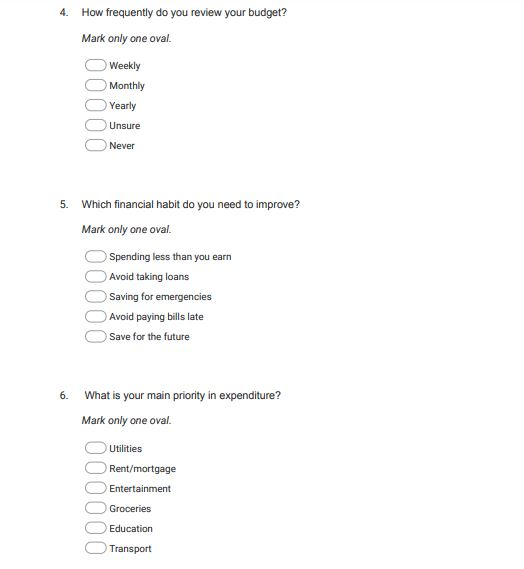 4. How frequently do you review your budget?
Mark only one oval.
Weekly
Monthly
Yearly
Unsure
Never
5. Which financial habit do you need to improve?
Mark only one oval.
Spending less than you earn
Avoid taking loans
Saving for emergencies
Avoid paying bills late
Save for the future
6. What is your main priority in expenditure?
Mark only one oval.
Utilities
Rent/mortgage
Entertainment
Groceries
Education
Transport